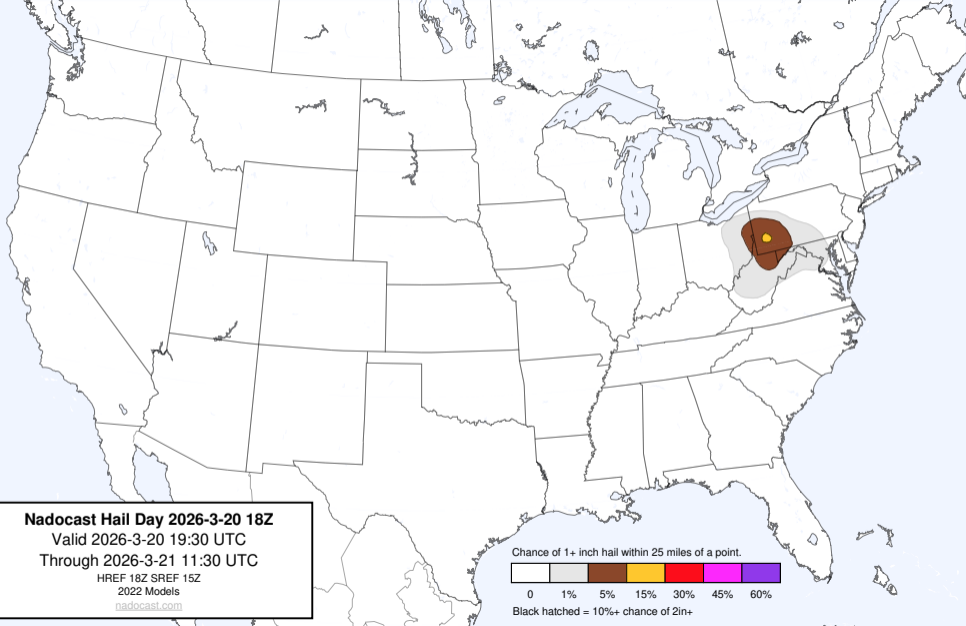 Nadocast Hail Day 2026-3-20 18Z
Valid 2026-3-20 19:30 UTC
Through 2026-3-21 11:30 UTC
HREF 18Z SREF 15Z
2022 Models
nadocast.com
Chance of 1+ inch hail within 25 miles of a point.
0 1% 5% 15% 30% 45% 60%
Black hatched = 10%+ chance of 2in+